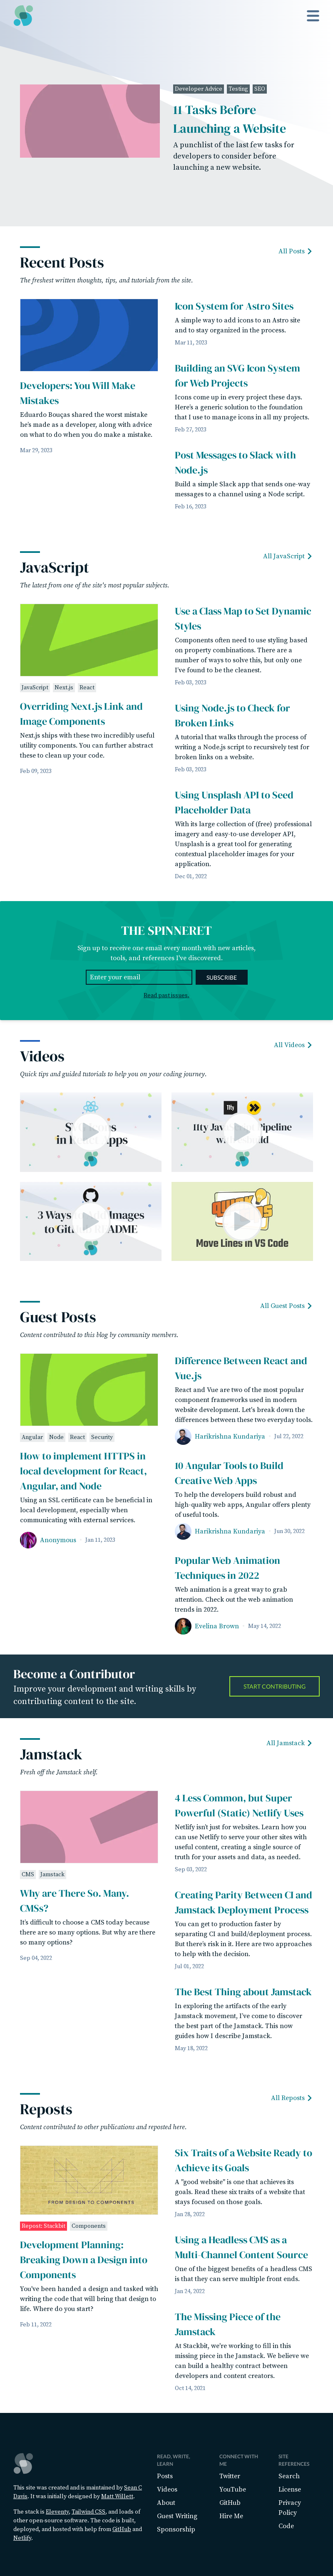 Developer Advice Testing SEO
11 Tasks Before
Launching a Website
A punchlist of the last few tasks for
developers to consider before
launching a new website.
Recent Posts
All Posts
The freshest written thoughts, tips, and tutorials from the site.
Developers: You Will Make
Mistakes
Eduardo Bouças shared the worst mistake
he's made as a developer, along with advice
on what to do when you make a mistake.
Mar 29, 2023
Icon System for Astro Sites
A simple way to add icons to an Astro site
and to stay organized in the process.
Mar 11, 2023
Building an SVG Icon System
for Web Projects
Icons come up in every project these days.
Here's a generic solution to the foundation
that I use to manage icons in all my projects.
Feb 27, 2023
Post Messages to Slack with
Node.js
Build a simple Slack app that sends one-way
messages to a channel using a Node script.
Feb 16, 2023
JavaScript
All JavaScript
The latest from one of the site's most popular subjects.
JavaScript Next.js React
Overriding Next.js Link and
Image Components
Next.js ships with these two incredibly useful
utility components. You can further abstract
these to clean up your code.
Feb 09, 2023
Use a Class Map to Set Dynamic
Styles
Components often need to use styling based
on property combinations. There are a
number of ways to solve this, but only one
I've found to be the cleanest.
Feb 03, 2023
Using Node.js to Check for
Broken Links
A tutorial that walks through the process of
writing a Node.js script to recursively test for
broken links on a website.
Feb 03, 2023
Using Unsplash API to Seed
Placeholder Data
With its large collection of (free) professional
imagery and easy-to-use developer API,
Unsplash is a great tool for generating
contextual placeholder images for your
application.
Dec 01, 2022
THE SPINNERET
Sign up to receive one email every month with new articles,
tools, and references I've discovered.
Enter your email
SUBSCRIBE
Read past issues.
Videos
All Videos
Quick tips and guided tutorials to help you on your coding journey.
11ty
Move Lines in VS Code
Guest Posts
All Guest Posts
Content contributed to this blog by community members.
Angular Node React Security
How to implement HTTPS in
local development for React,
Angular, and Node
Using an SSL certificate can be beneficial in
local development, especially when
communicating with external services.
Anonymous Jan 11, 2023
Difference Between React and
Vue.js
React and Vue are two of the most popular
component frameworks used in modern
website development. Let's break down the
differences between these two everyday tools.
Harikrishna Kundariya Jul 22, 2022
10 Angular Tools to Build
Creative Web Apps
To help the developers build robust and
high-quality web apps, Angular offers plenty
of useful tools.
Harikrishna Kundariya Jun 30, 2022
Popular Web Animation
Techniques in 2022
Web animation is a great way to grab
attention. Check out the web animation
trends in 2022.
Evelina Brown May 14, 2022
Become a Contributor
Improve your development and writing skills by
contributing content to the site.
START CONTRIBUTING
Jamstack
All Jamstack
Fresh off the Jamstack shelf.
CMS Jamstack
Why are There So. Many.
CMSs?
It's difficult to choose a CMS today because
there are so many options. But why are there
so many options?
Sep 04, 2022
4 Less Common, but Super
Powerful (Static) Netlify Uses
Netlify isn't just for websites. Learn how you
can use Netlify to serve your other sites with
useful content, creating a single source of
truth for your assets and data, as needed.
Sep 03, 2022
Creating Parity Between CI and
Jamstack Deployment Process
You can get to production faster by
separating CI and build/deployment process.
But there's risk in it. Here are two approaches
to help with the decision.
Jul 01, 2022
The Best Thing about Jamstack
In exploring the artifacts of the early
Jamstack movement, I've come to discover
the best part of the Jamstack. This now
guides how I describe Jamstack.
May 18, 2022
Reposts
All Reposts
Content contributed to other publications and reposted here.
FROM DESIGN TO COMPONENTS
Repost: Stackbit Components
Development Planning:
Breaking Down a Design into
Components
You've been handed a design and tasked with
writing the code that will bring that design to
life. Where do you start?
Feb 11, 2022
Six Traits of a Website Ready to
Achieve its Goals
A "good website" is one that achieves its
goals. Read these six traits of a website that
stays focused on those goals.
Jan 28, 2022
Using a Headless CMS as a
Multi-Channel Content Source
One of the biggest benefits of a headless CMS
is that they can serve multiple front ends.
Jan 24, 2022
The Missing Piece of the
Jamstack
At Stackbit, we're working to fill in this
missing piece in the Jamstack. We believe we
can build a healthy contract between
developers and content creators.
Oct 14, 2021
This site was created and is maintained by Sean C
Davis. It was initially designed by Matt Willett.
The stack is Eleventy, Tailwind CSS, and loads of
other open source software. The code is built,
deployed, and hosted with help from GitHub and
Netlify.
READ, WRITE,
LEARN
Posts
Videos
About
Guest Writing
Sponsorship
CONNECT WITH
ME
Twitter
YouTube
GitHub
Hire Me
SITE
REFERENCES
Search
License
Privacy
Policy
Code